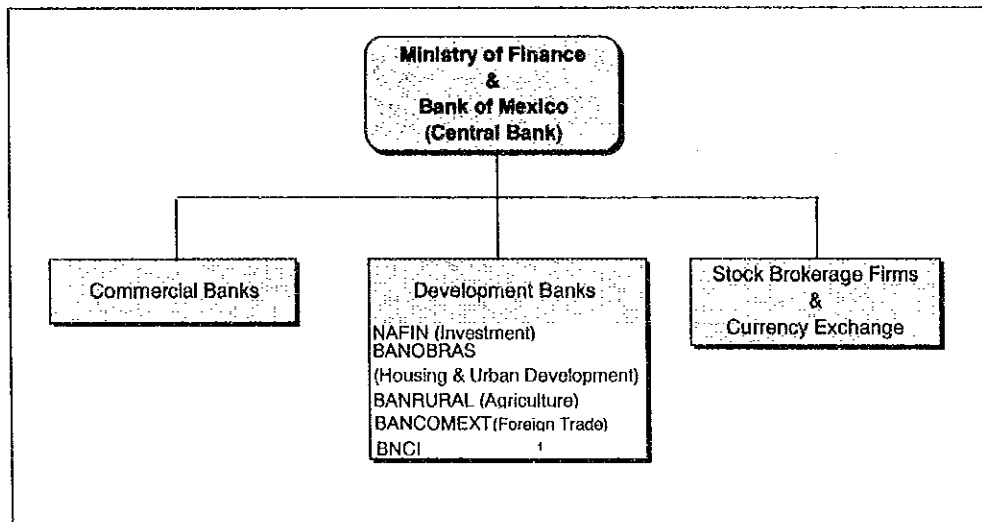 Ministry of Finance
&
Bank of Mexico
(Central Bank)
Commercial Banks
Development Banks
NAFIN (Investment)
BANOBRAS
(Housing & Urban Development)
BANRURAL (Agriculture)
BANCOMEXT(Foreign Trade)
BNCI 1
Stock Brokerage Firms
&
Currency Exchange